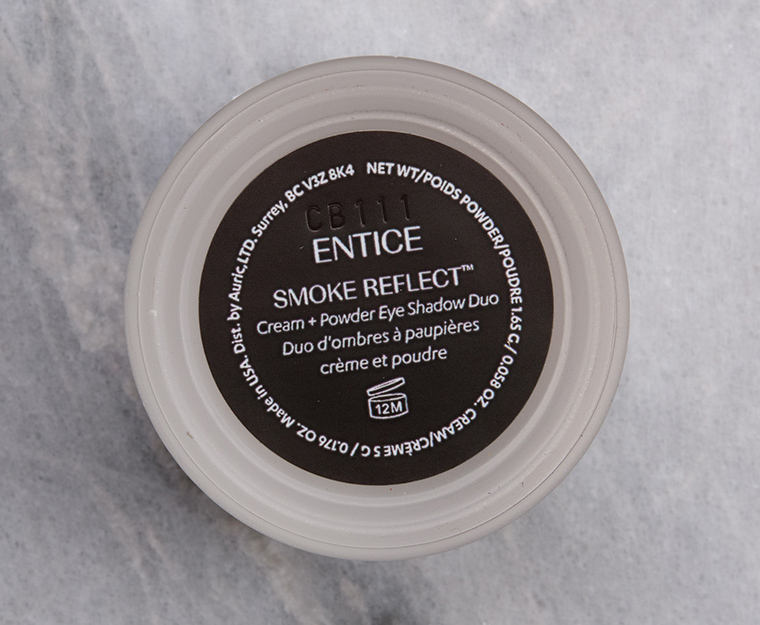 CB111
ENTICE
SMOKE REFLECT™
Cream + Powder Eye Shadow Duo
Duo d'ombres à paupières
crème et poudre
12M
NET WT/POIDS POWDER/POUDRE 1.65 G / 0.058 OZ. CREAM/CRÈME 5 G / 0.176 OZ. Made in USA. Dist. by Auric, LTD. Surrey, BC V3Z 8K4